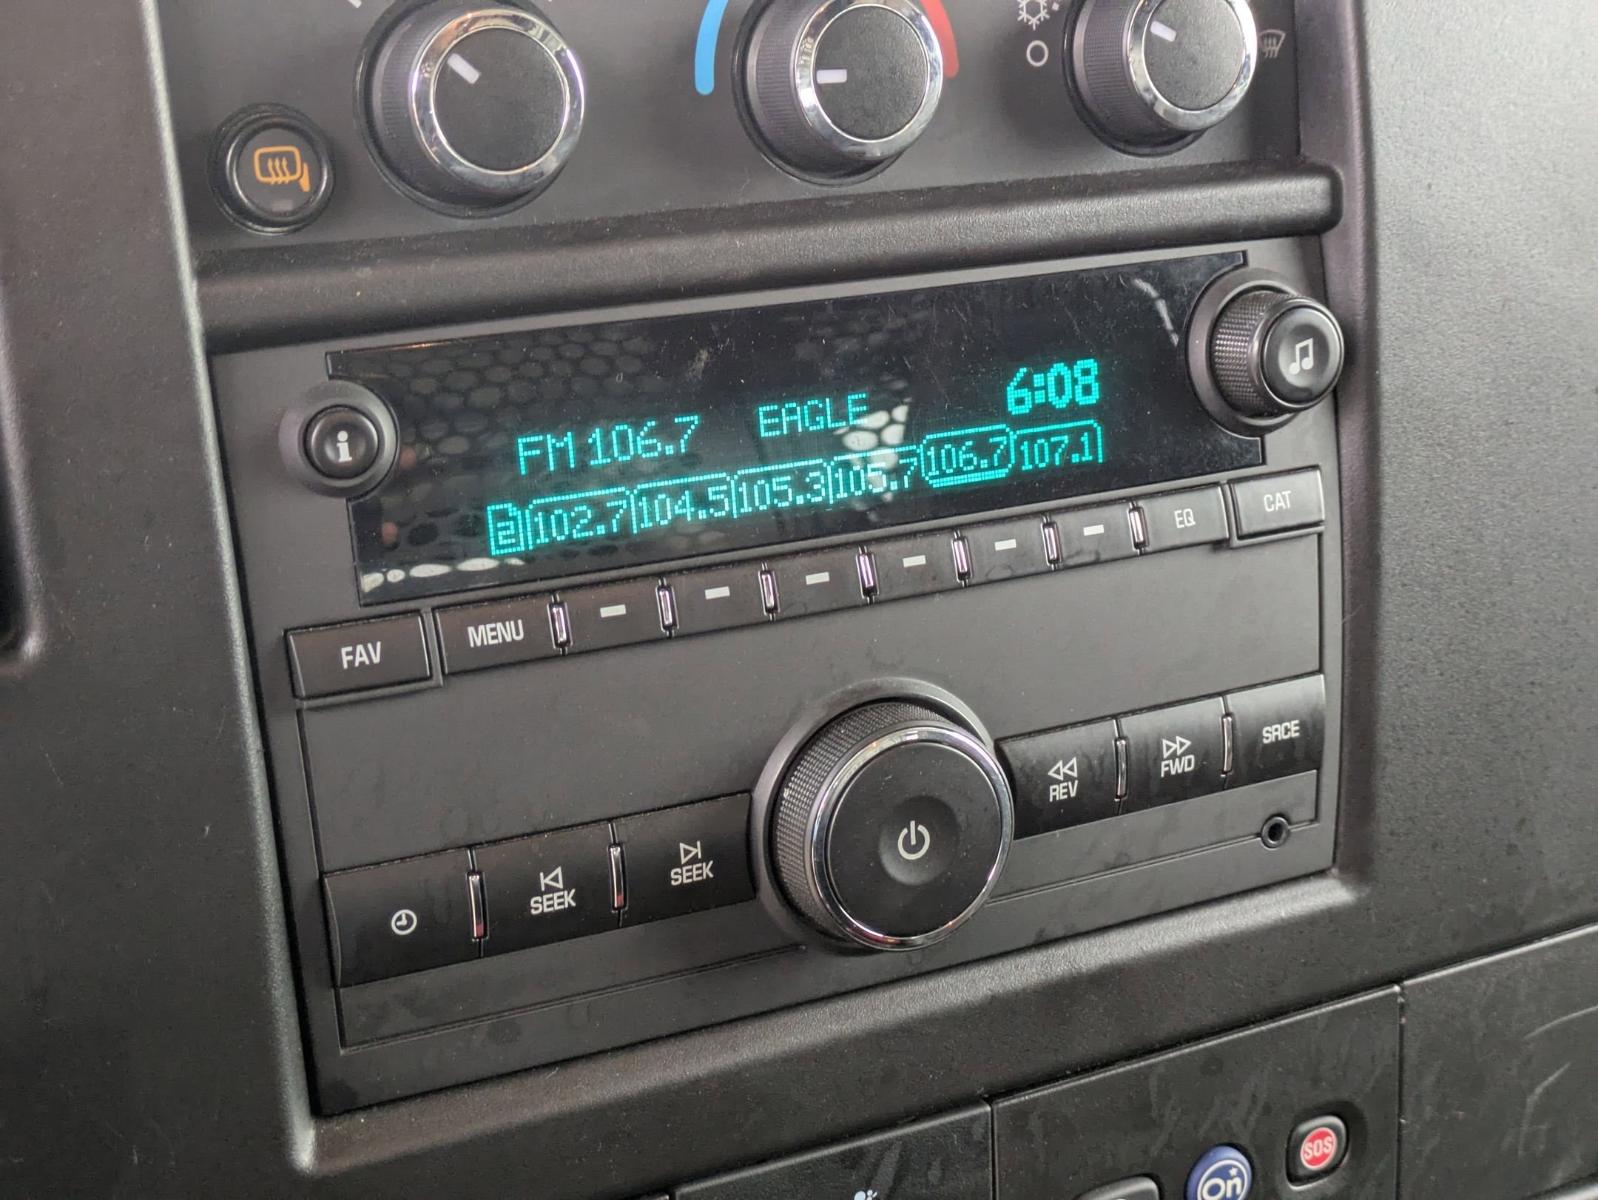 FM 106.7 EAGLE 6:08
2 102.7 104.5 105.3 105.7 106.7 107.1
i
FAV MENU EQ CAT
SEEK SEEK REV FWD SRCE
On SOS